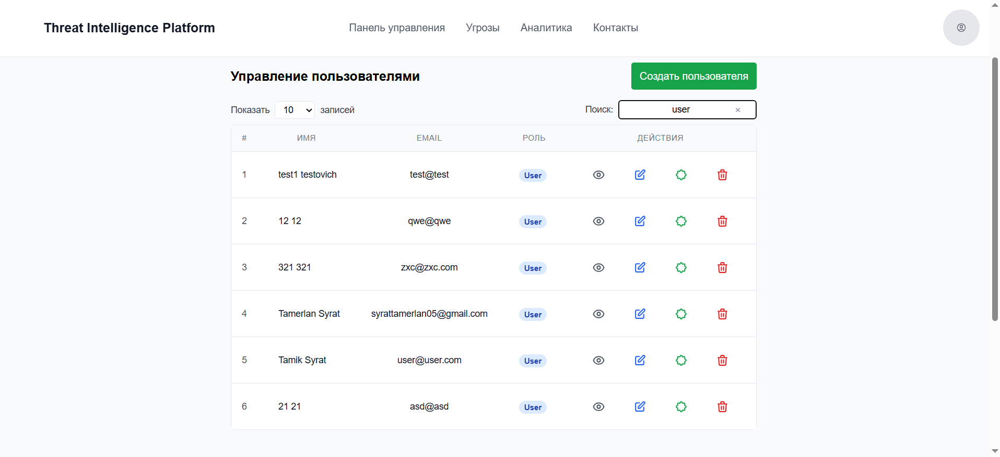 Threat Intelligence Platform Панель управления Угрозы Аналитика Контакты
Управление пользователями Создать пользователя
Показать 10 записей Поиск: user ×
# ИМЯ EMAIL РОЛЬ ДЕЙСТВИЯ
1 test1 testovich test@test User
2 12 12 qwe@qwe User
3 321 321 zxc@zxc.com User
4 Tamerlan Syrat syrattamerlan05@gmail.com User
5 Tamik Syrat user@user.com User
6 21 21 asd@asd User